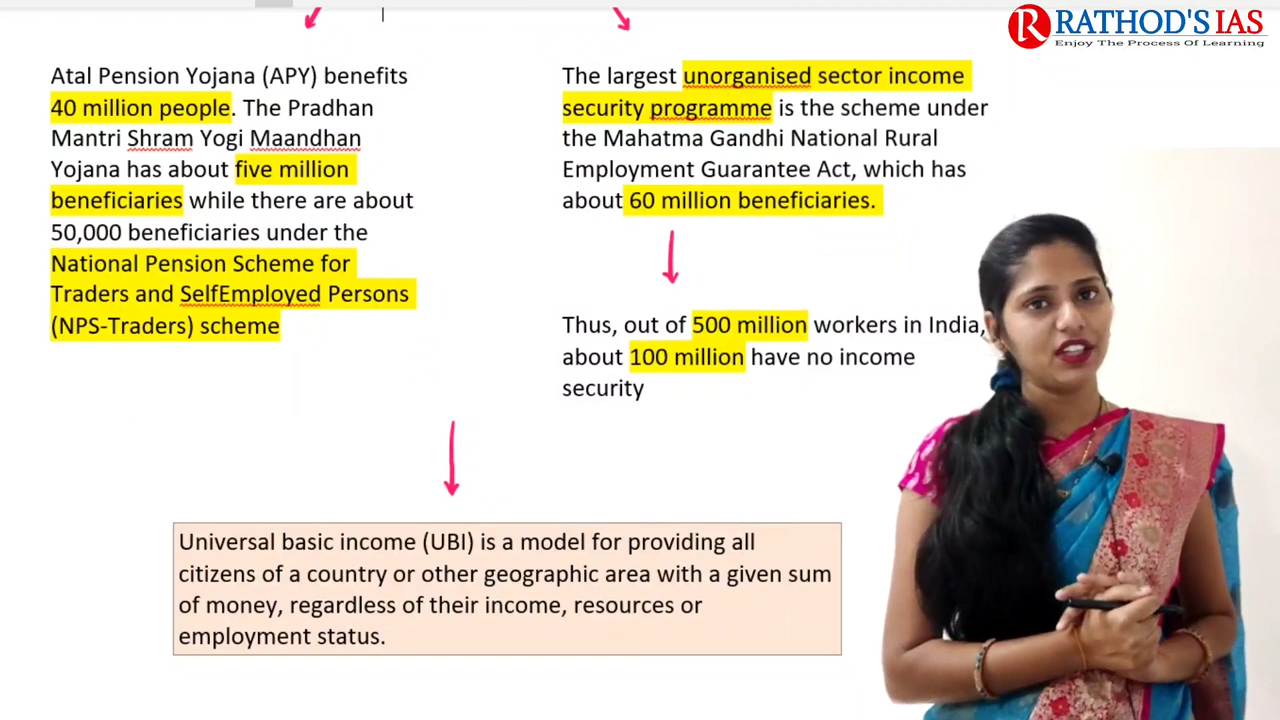 RATHOD'S IAS
Enjoy The Process Of Learning
Atal Pension Yojana (APY) benefits
40 million people. The Pradhan
Mantri Shram Yogi Maandhan
Yojana has about five million
beneficiaries while there are about
50,000 beneficiaries under the
National Pension Scheme for
Traders and SelfEmployed Persons
(NPS-Traders) scheme
The largest unorganised sector income
security programme is the scheme under
the Mahatma Gandhi National Rural
Employment Guarantee Act, which has
about 60 million beneficiaries.
Thus, out of 500 million workers in India,
about 100 million have no income
security
Universal basic income (UBI) is a model for providing all
citizens of a country or other geographic area with a given sum
of money, regardless of their income, resources or
employment status.